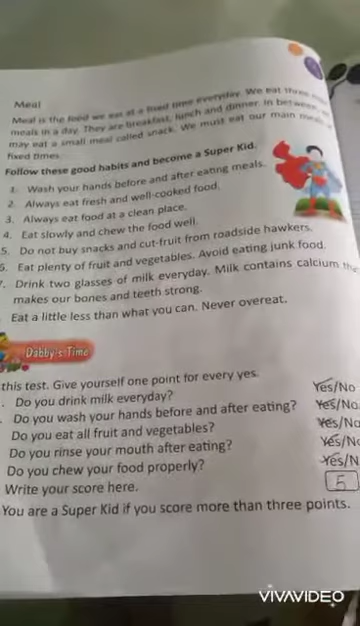 Meal
Meal is the food we eat at a fixed time everyday. We eat three
meals in a day. They are breakfast, lunch and dinner. In between, we
may eat a small meal called snack. We must eat our main meals at
fixed times.
Follow these good habits and become a Super Kid.
1. Wash your hands before and after eating meals.
2. Always eat fresh and well-cooked food.
3. Always eat food at a clean place.
4. Eat slowly and chew the food well.
5. Do not buy snacks and cut-fruit from roadside hawkers.
6. Eat plenty of fruit and vegetables. Avoid eating junk food.
7. Drink two glasses of milk everyday. Milk contains calcium
makes our bones and teeth strong.
Eat a little less than what you can. Never overeat.
Dabby's Time
this test. Give yourself one point for every yes.
Do you drink milk everyday? Yes/No
Do you wash your hands before and after eating? Yes/No
Do you eat all fruit and vegetables? Yes/No
Do you rinse your mouth after eating? Yes/No
Do you chew your food properly? Yes/N
Write your score here. 5
You are a Super Kid if you score more than three points.
VIVAVIDEO